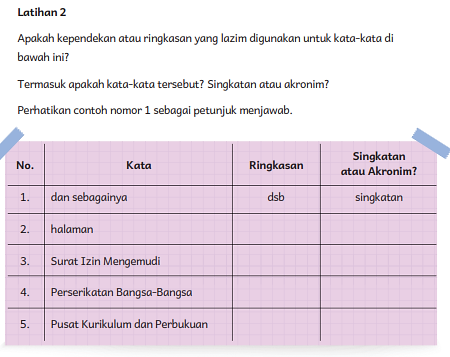 Latihan 2
Apakah kependekan atau ringkasan yang lazim digunakan untuk kata-kata di
bawah ini?
Termasuk apakah kata-kata tersebut? Singkatan atau akronim?
Perhatikan contoh nomor 1 sebagai petunjuk menjawab.
No. Kata Ringkasan Singkatan atau Akronim?
1. dan sebagainya dsb singkatan
2. halaman
3. Surat Izin Mengemudi
4. Perserikatan Bangsa-Bangsa
5. Pusat Kurikulum dan Perbukuan